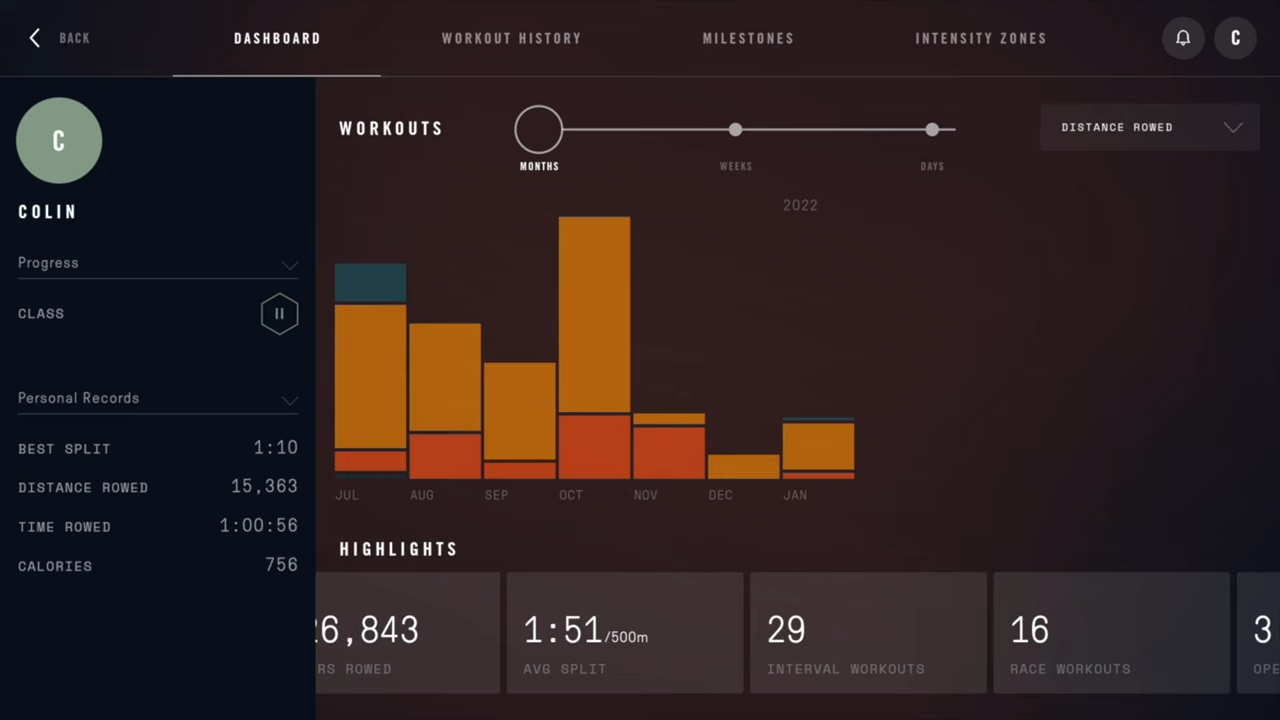 BACK
DASHBOARD
WORKOUT HISTORY
MILESTONES
INTENSITY ZONES
C
C
COLIN
Progress
CLASS
Personal Records
BEST SPLIT 1:10
DISTANCE ROWED 15,363
TIME ROWED 1:00:56
CALORIES 756
WORKOUTS
MONTHS
WEEKS
DAYS
DISTANCE ROWED
2022
JUL AUG SEP OCT NOV DEC JAN
HIGHLIGHTS
6,843
RS ROWED
1:51/500m
AVG SPLIT
29
INTERVAL WORKOUTS
16
RACE WORKOUTS
3
OPE